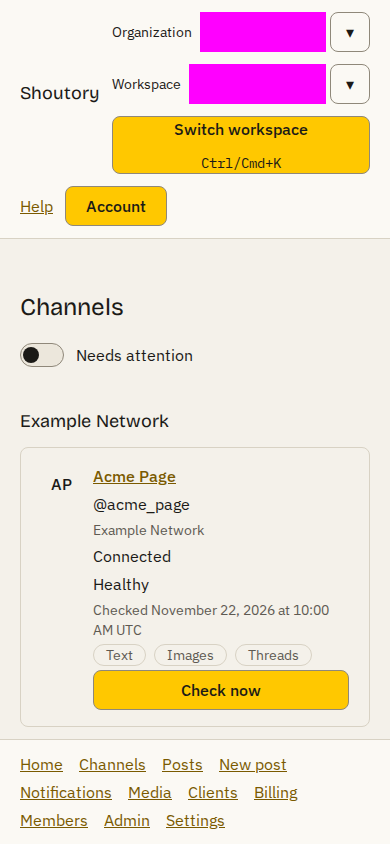 Organization
▼
Workspace
▼
Shoutory
Switch workspace
Ctrl/Cmd+K
Help
Account
Channels
Needs attention
Example Network
AP
Acme Page
@acme_page
Example Network
Connected
Healthy
Checked November 22, 2026 at 10:00
AM UTC
Text Images Threads
Check now
Home Channels Posts New post
Notifications Media Clients Billing
Members Admin Settings